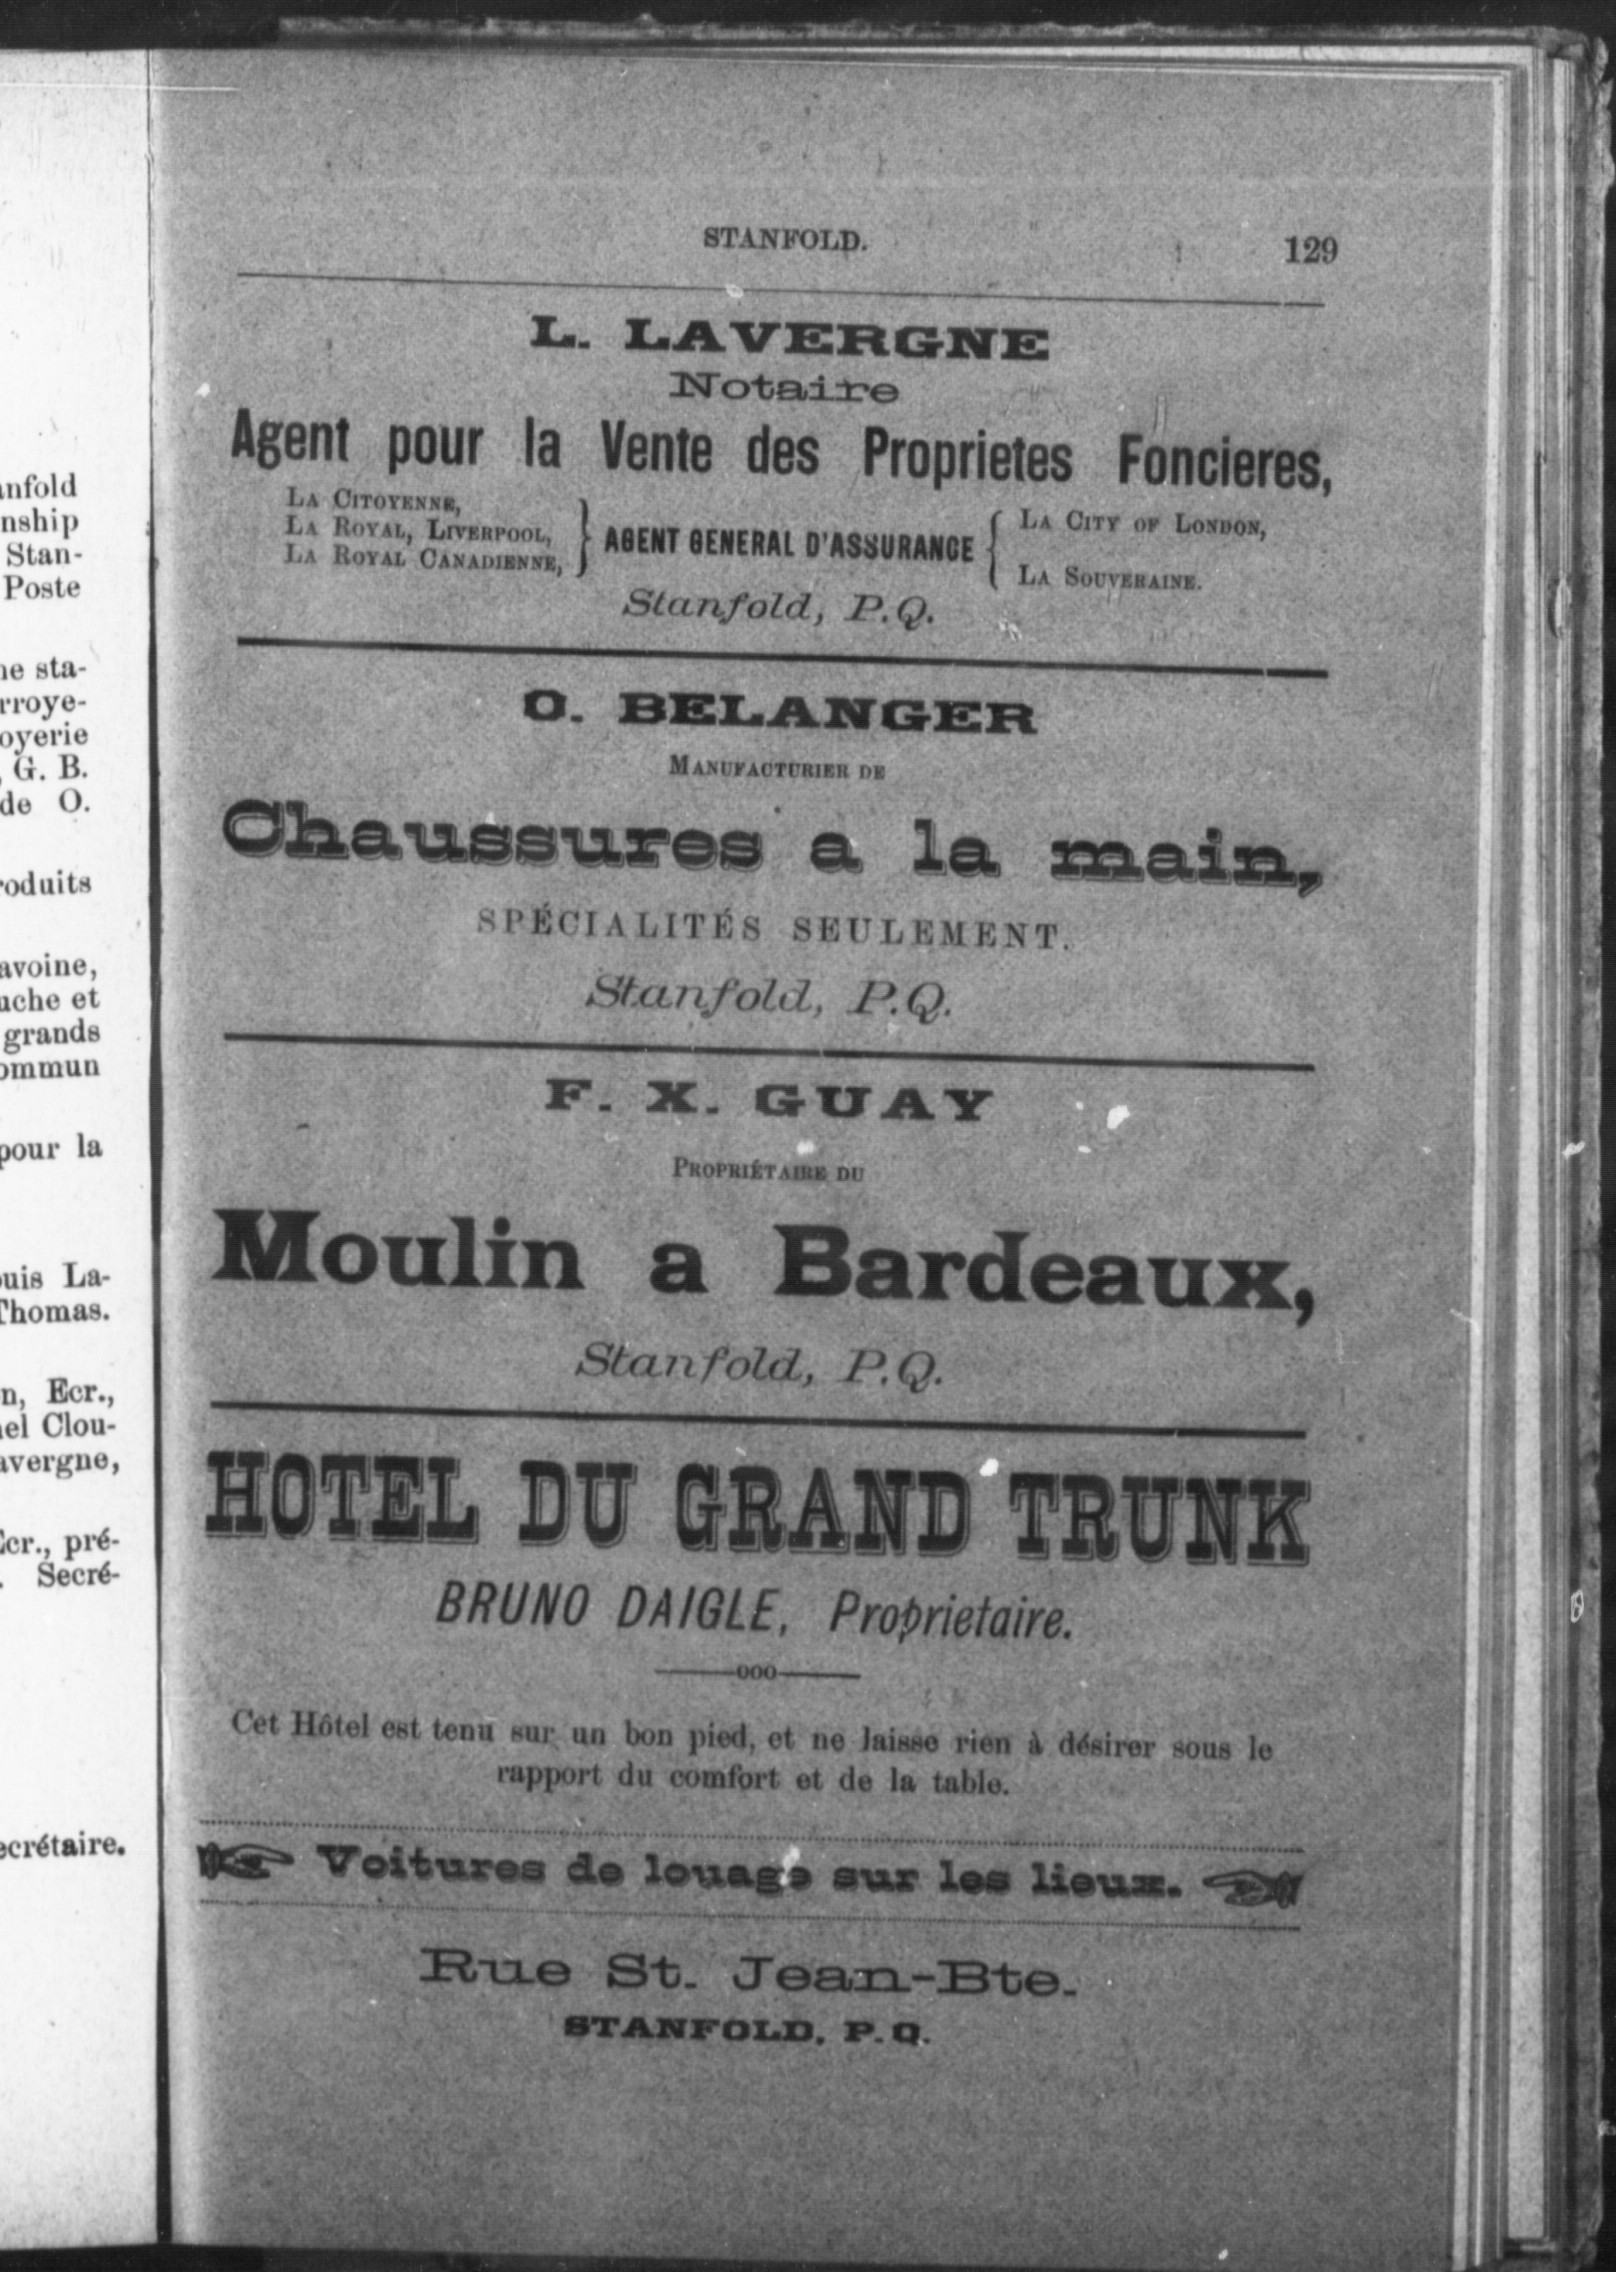 anfold
nship
Stan-
Poste
ne sta-
rroye-
oyerie
, G. B.
de O.
roduits
avoine,
uche et
grands
ommun
pour la
ouis La-
Thomas.
n, Ecr.,
nel Clou-
avergne,
Ecr., pré-
. Secré-
ecrétaire.
STANFOLD. 129
L. LAVERGNE
Notaire
Agent pour la Vente des Proprietes Foncieres,
LA CITOYENNE,
LA ROYAL, LIVERPOOL,
LA ROYAL CANADIENNE,
} AGENT GENERAL D'ASSURANCE {
LA CITY OF LONDON,
LA SOUVERAINE.
Stanfold, P.Q.
O. BELANGER
MANUFACTURIER DE
Chaussures a la main,
SPÉCIALITÉS SEULEMENT.
Stanfold, P.Q.
F. X. GUAY
PROPRIÉTAIRE DU
Moulin a Bardeaux,
Stanfold, P.Q.
HOTEL DU GRAND TRUNK
BRUNO DAIGLE, Proprietaire.
ooo
Cet Hôtel est tenu sur un bon pied, et ne laisse rien à désirer sous le
rapport du comfort et de la table.
Voitures de louage sur les lieux.
Rue St. Jean-Bte.
STANFOLD, P.Q.